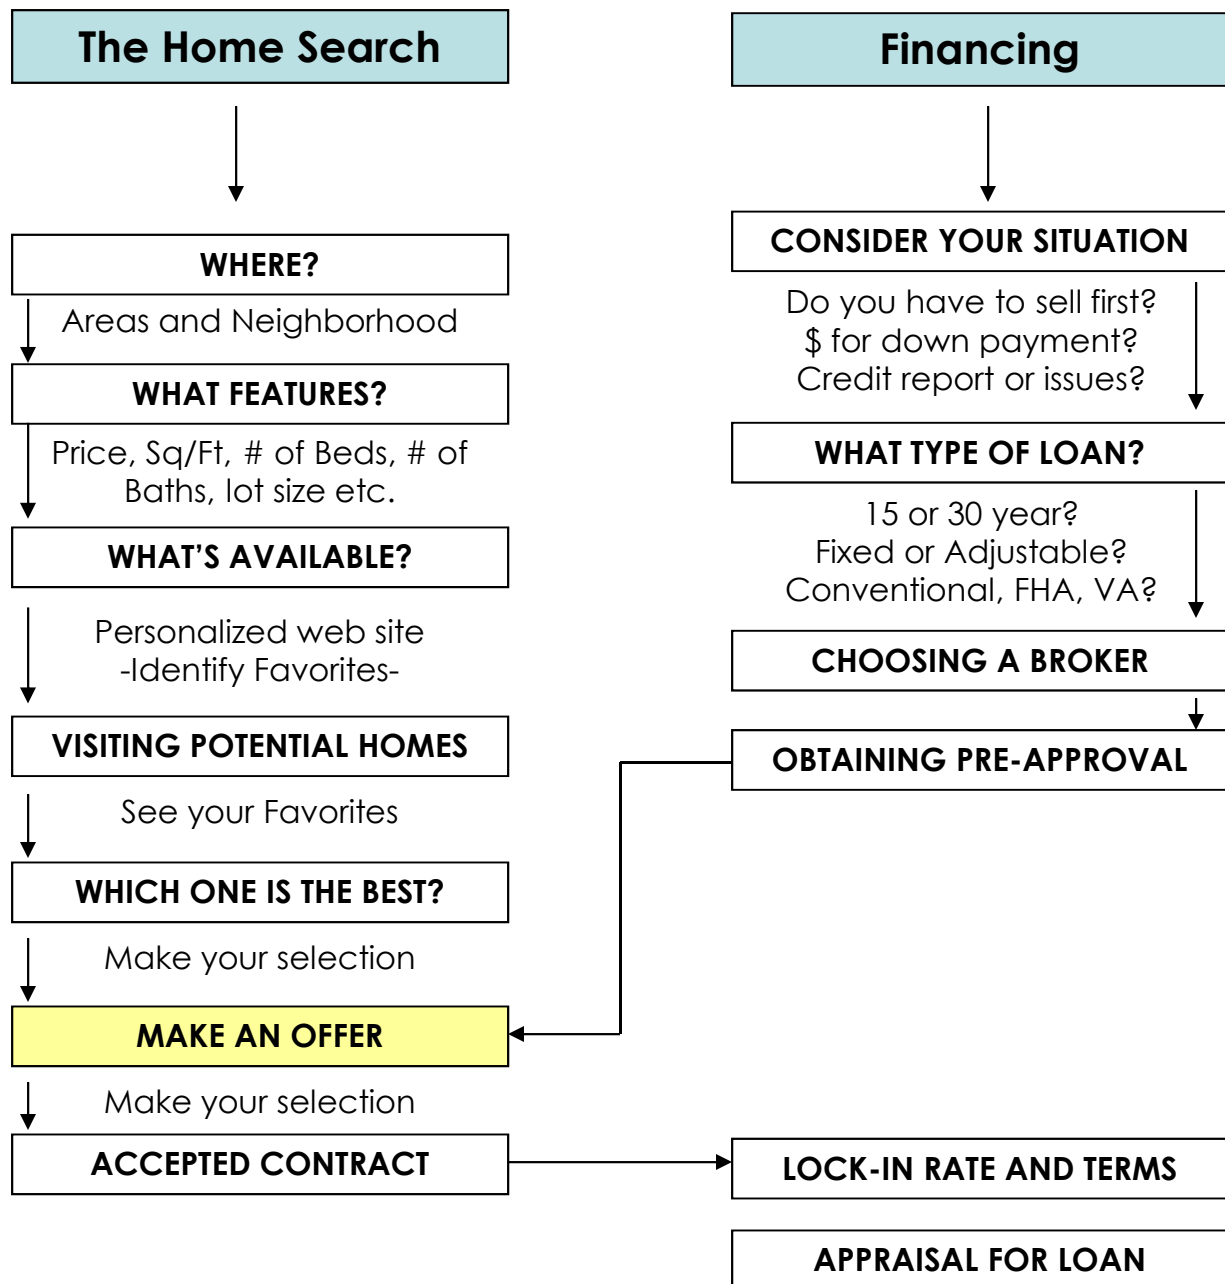 The Home Search
WHERE?
Areas and Neighborhood
WHAT FEATURES?
Price, Sq/Ft, # of Beds, # of
Baths, lot size etc.
WHAT'S AVAILABLE?
Personalized web site
-Identify Favorites-
VISITING POTENTIAL HOMES
See your Favorites
WHICH ONE IS THE BEST?
Make your selection
MAKE AN OFFER
Make your selection
ACCEPTED CONTRACT
Financing
CONSIDER YOUR SITUATION
Do you have to sell first?
$ for down payment?
Credit report or issues?
WHAT TYPE OF LOAN?
15 or 30 year?
Fixed or Adjustable?
Conventional, FHA, VA?
CHOOSING A BROKER
OBTAINING PRE-APPROVAL
LOCK-IN RATE AND TERMS
APPRAISAL FOR LOAN